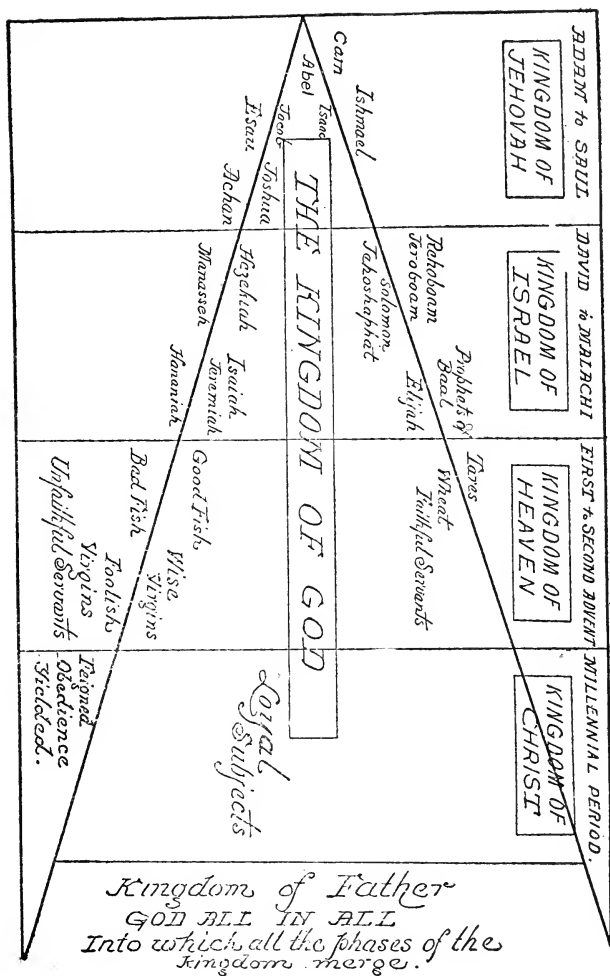 ADAM to SAUL
DAVID to MALACHI
FIRST to SECOND ADVENT
MILLENNIAL PERIOD.
KINGDOM OF
JEHOVAH
KINGDOM OF
ISRAEL
KINGDOM OF
HEAVEN
KINGDOM OF
CHRIST
Cain
Ishmael
Rehoboam
Jeroboam
Prophets of
Baal
Tares
Abel
Isaac
Solomon
Jahoshaphat
Elijah
Wheat
Faithful Servants
THE KINGDOM OF GOD
Jacob
Joshua
Hezekiah
Isaiah
Jeremiah
Good Fish
Wise
Virgins
Loyal
Subjects
Esau
Achan
Manasseh
Hananiah
Bad Fish
Foolish
Virgins
Unfaithful Servants
Feigned
Obedience
Yielded.
Kingdom of Father
GOD ALL IN ALL
Into which all the phases of the
Kingdom merge.